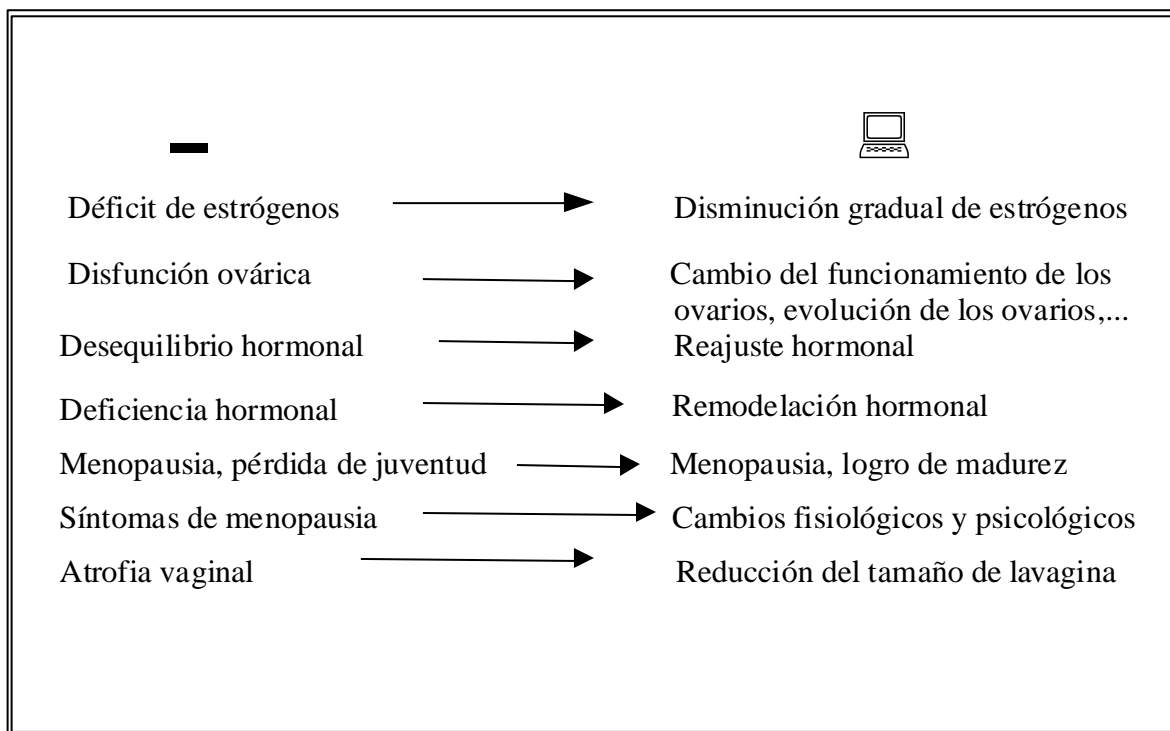 Déficit de estrógenos Disminución gradual de estrógenos
Disfunción ovárica Cambio del funcionamiento de los
ovarios, evolución de los ovarios,...
Desequilibrio hormonal Reajuste hormonal
Deficiencia hormonal Remodelación hormonal
Menopausia, pérdida de juventud Menopausia, logro de madurez
Síntomas de menopausia Cambios fisiológicos y psicológicos
Atrofia vaginal Reducción del tamaño de lavagina